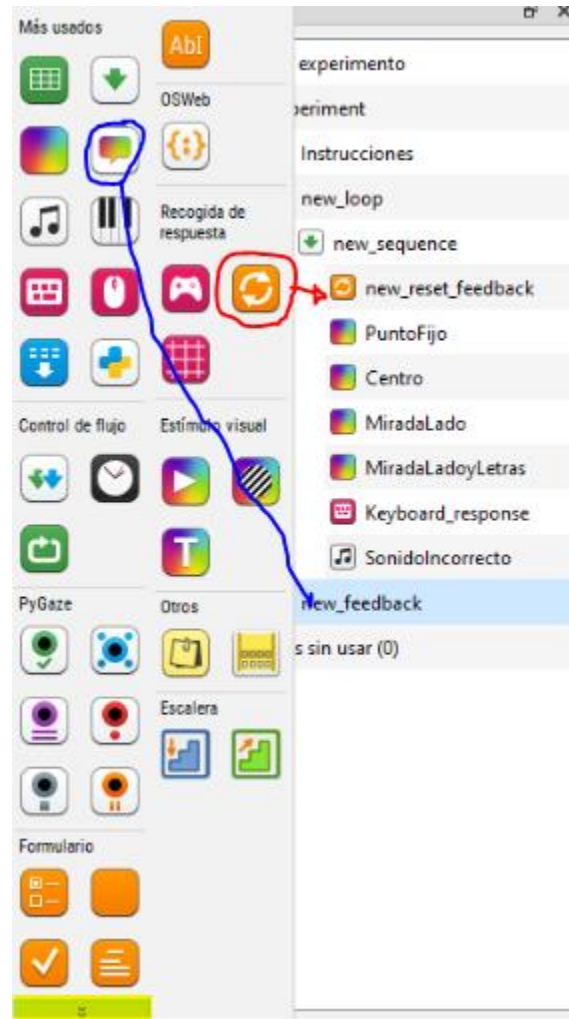 Más usados
Control de flujo
PyGaze
Formulario
AbI
OSWeb
{:}
Recogida de
respuesta
Estímulo visual
T
Otros
Escalera
experimento
periment
Instrucciones
new_loop
new_sequence
new_reset_feedback
PuntoFijo
Centro
MiradaLado
MiradaLadoyLetras
Keyboard_response
SonidoIncorrecto
new_feedback
s sin usar (0)